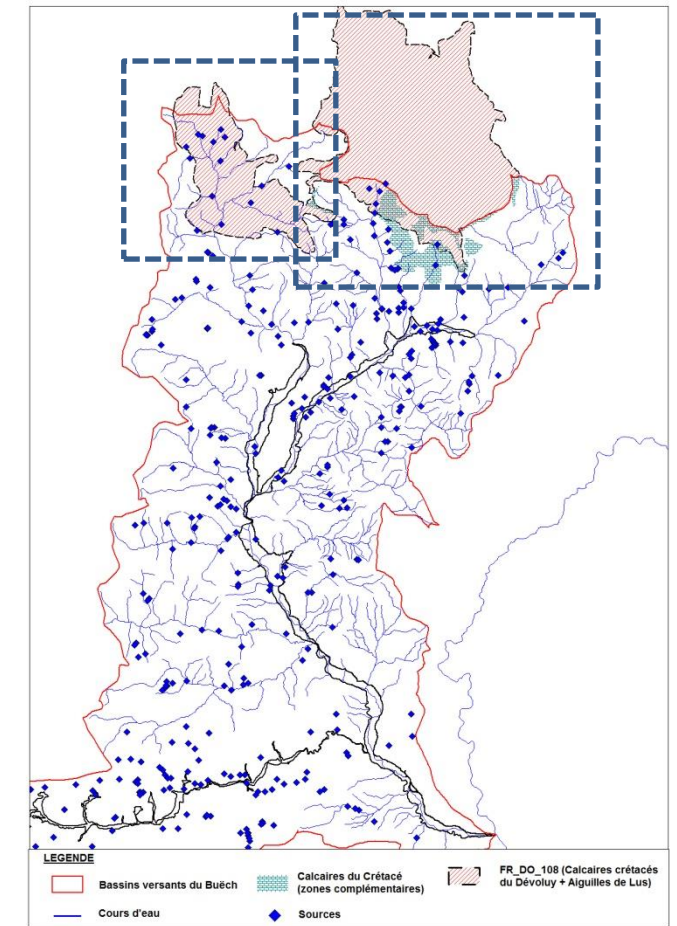 LEGENDE
Bassins versants du Buëch
Calcaires du Crétacé
(zones complémentaires)
FR_DO_108 (Calcaires crétacés
du Dévoluy + Aiguilles de Lus)
Cours d'eau
Sources